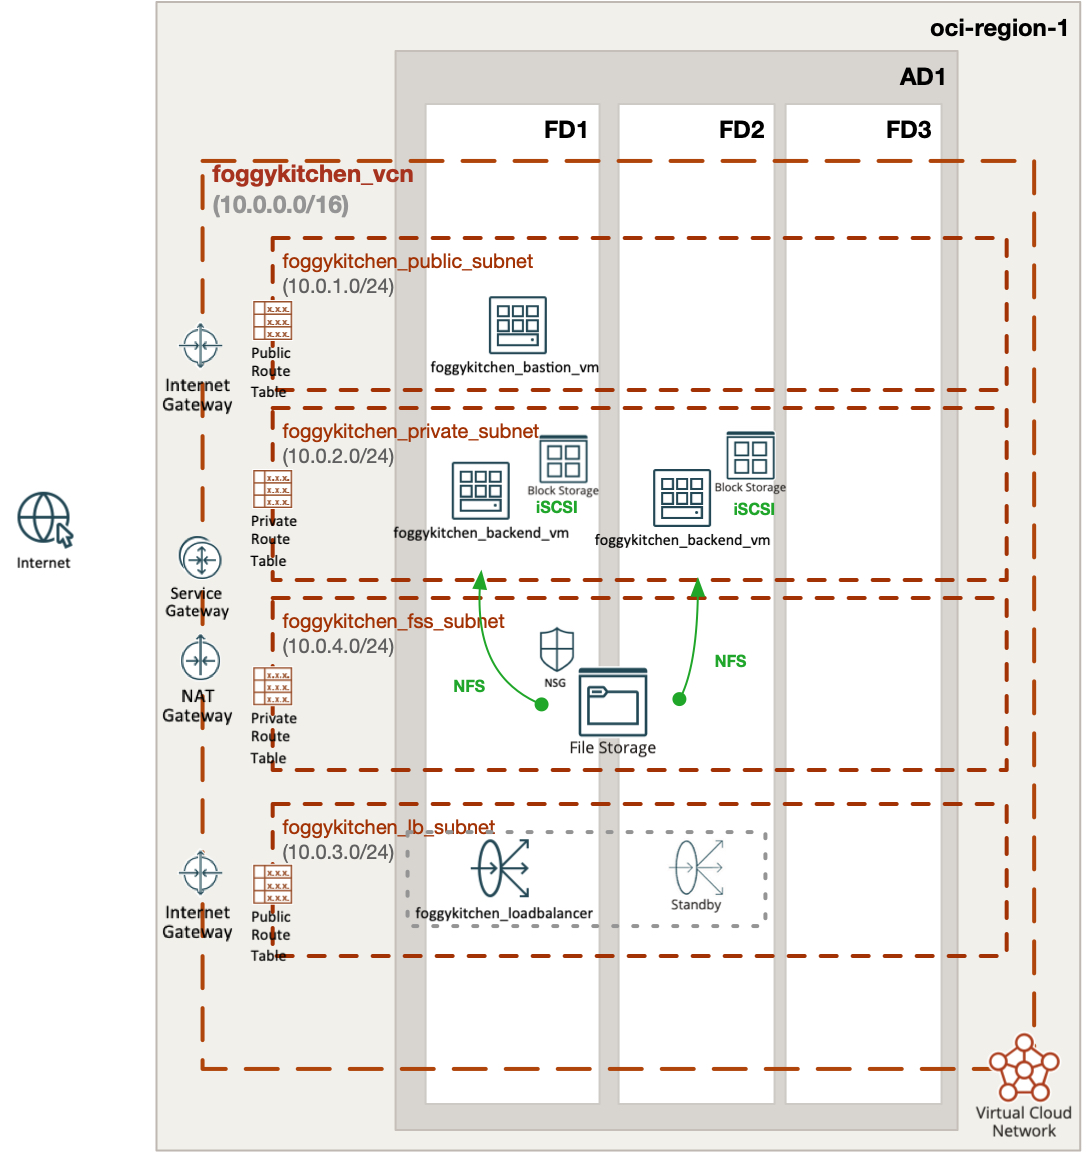 oci-region-1
AD1
FD1
FD2
FD3
foggykitchen_vcn
(10.0.0.0/16)
foggykitchen_public_subnet
(10.0.1.0/24)
x.x.x.
x.x.x.
x.x.x.
Public
Route
Table
Internet
Gateway
foggykitchen_bastion_vm
foggykitchen_private_subnet
(10.0.2.0/24)
x.x.x.
x.x.x.
x.x.x.
Private
Route
Table
Block Storage
iSCSI
foggykitchen_backend_vm
Block Storage
iSCSI
foggykitchen_backend_vm
Internet
Service
Gateway
foggykitchen_fss_subnet
(10.0.4.0/24)
NAT
Gateway
x.x.x.
x.x.x.
x.x.x.
Private
Route
Table
NFS
NSG
NFS
File Storage
foggykitchen_lb_subnet
(10.0.3.0/24)
Internet
Gateway
x.x.x.
x.x.x.
x.x.x.
Public
Route
Table
foggykitchen_loadbalancer
Standby
Virtual Cloud
Network